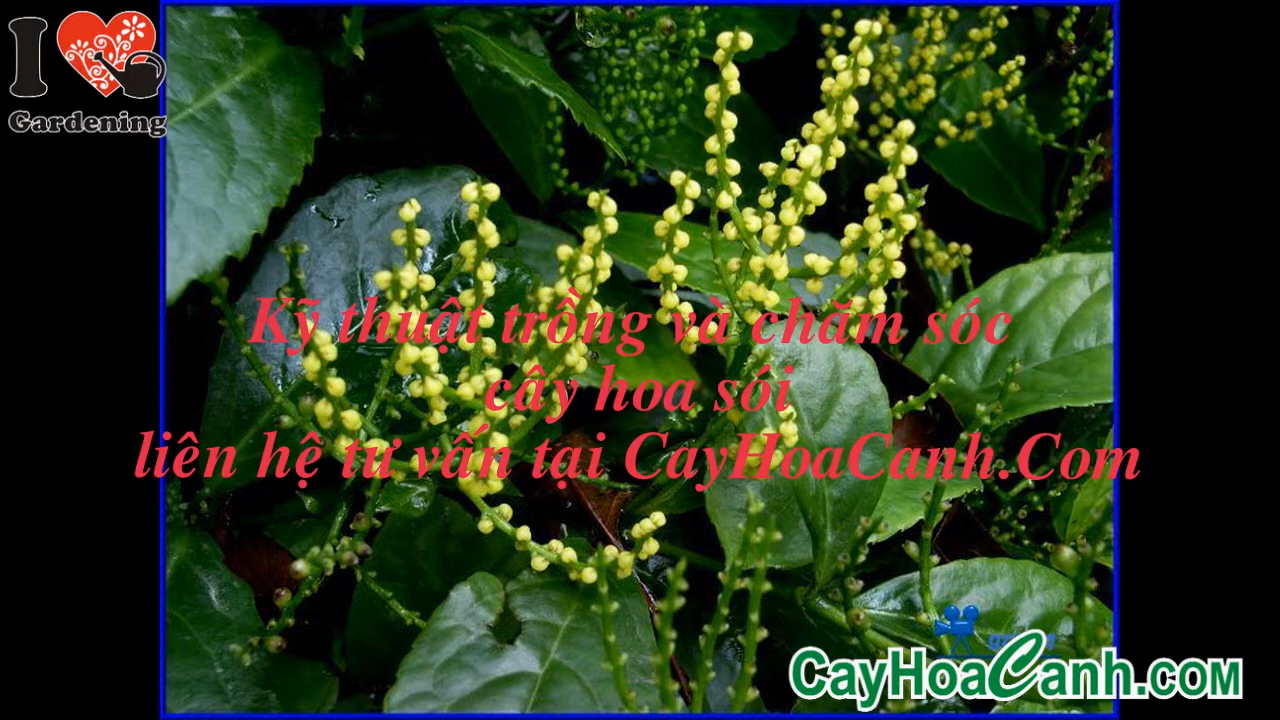 I
Gardening
Kỹ thuật trồng và chăm sóc
cây hoa sói
liên hệ tư vấn tại CayHoaCanh.Com
CayHoaCanh.com